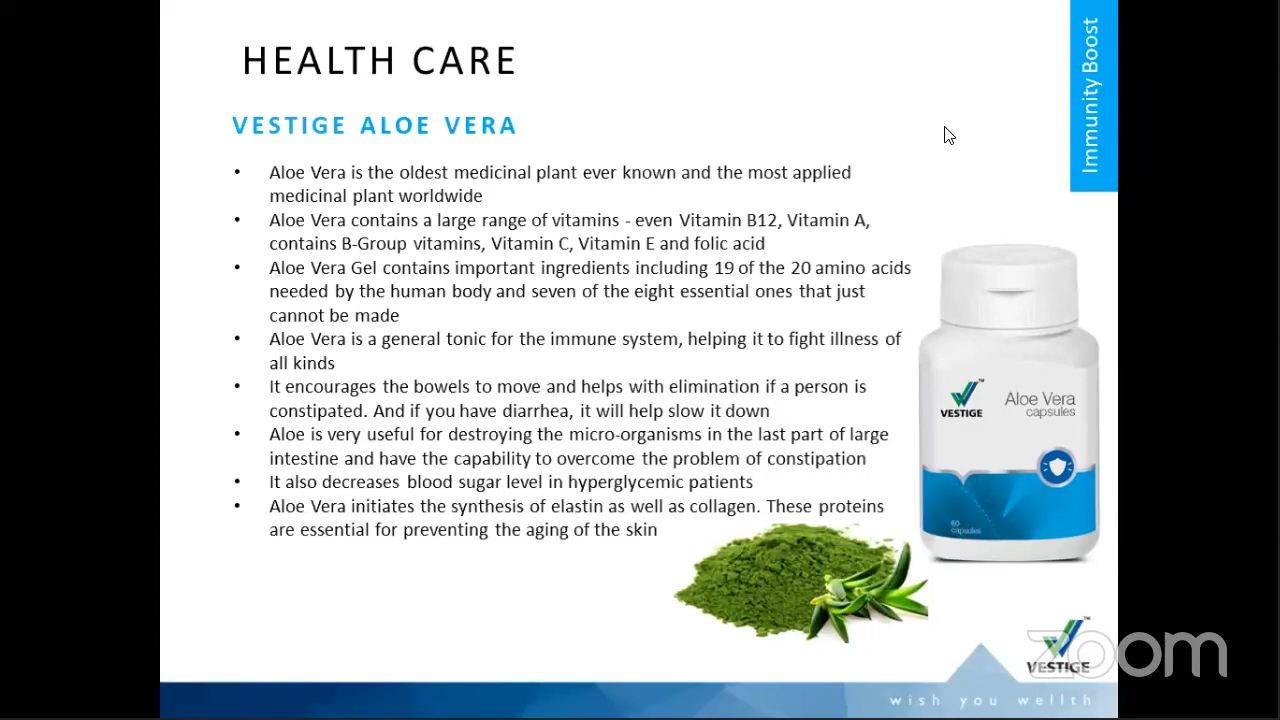 HEALTH CARE
Immunity Boost
VESTIGE ALOE VERA
• Aloe Vera is the oldest medicinal plant ever known and the most applied
medicinal plant worldwide
• Aloe Vera contains a large range of vitamins - even Vitamin B12, Vitamin A,
contains B-Group vitamins, Vitamin C, Vitamin E and folic acid
• Aloe Vera Gel contains important ingredients including 19 of the 20 amino acids
needed by the human body and seven of the eight essential ones that just
cannot be made
• Aloe Vera is a general tonic for the immune system, helping it to fight illness of
all kinds
• It encourages the bowels to move and helps with elimination if a person is
constipated. And if you have diarrhea, it will help slow it down
• Aloe is very useful for destroying the micro-organisms in the last part of large
intestine and have the capability to overcome the problem of constipation
• It also decreases blood sugar level in hyperglycemic patients
• Aloe Vera initiates the synthesis of elastin as well as collagen. These proteins
are essential for preventing the aging of the skin
VESTIGE
TM
Aloe Vera
capsules
60
capsules
TM
VESTIGE
zoom
wish you wellth